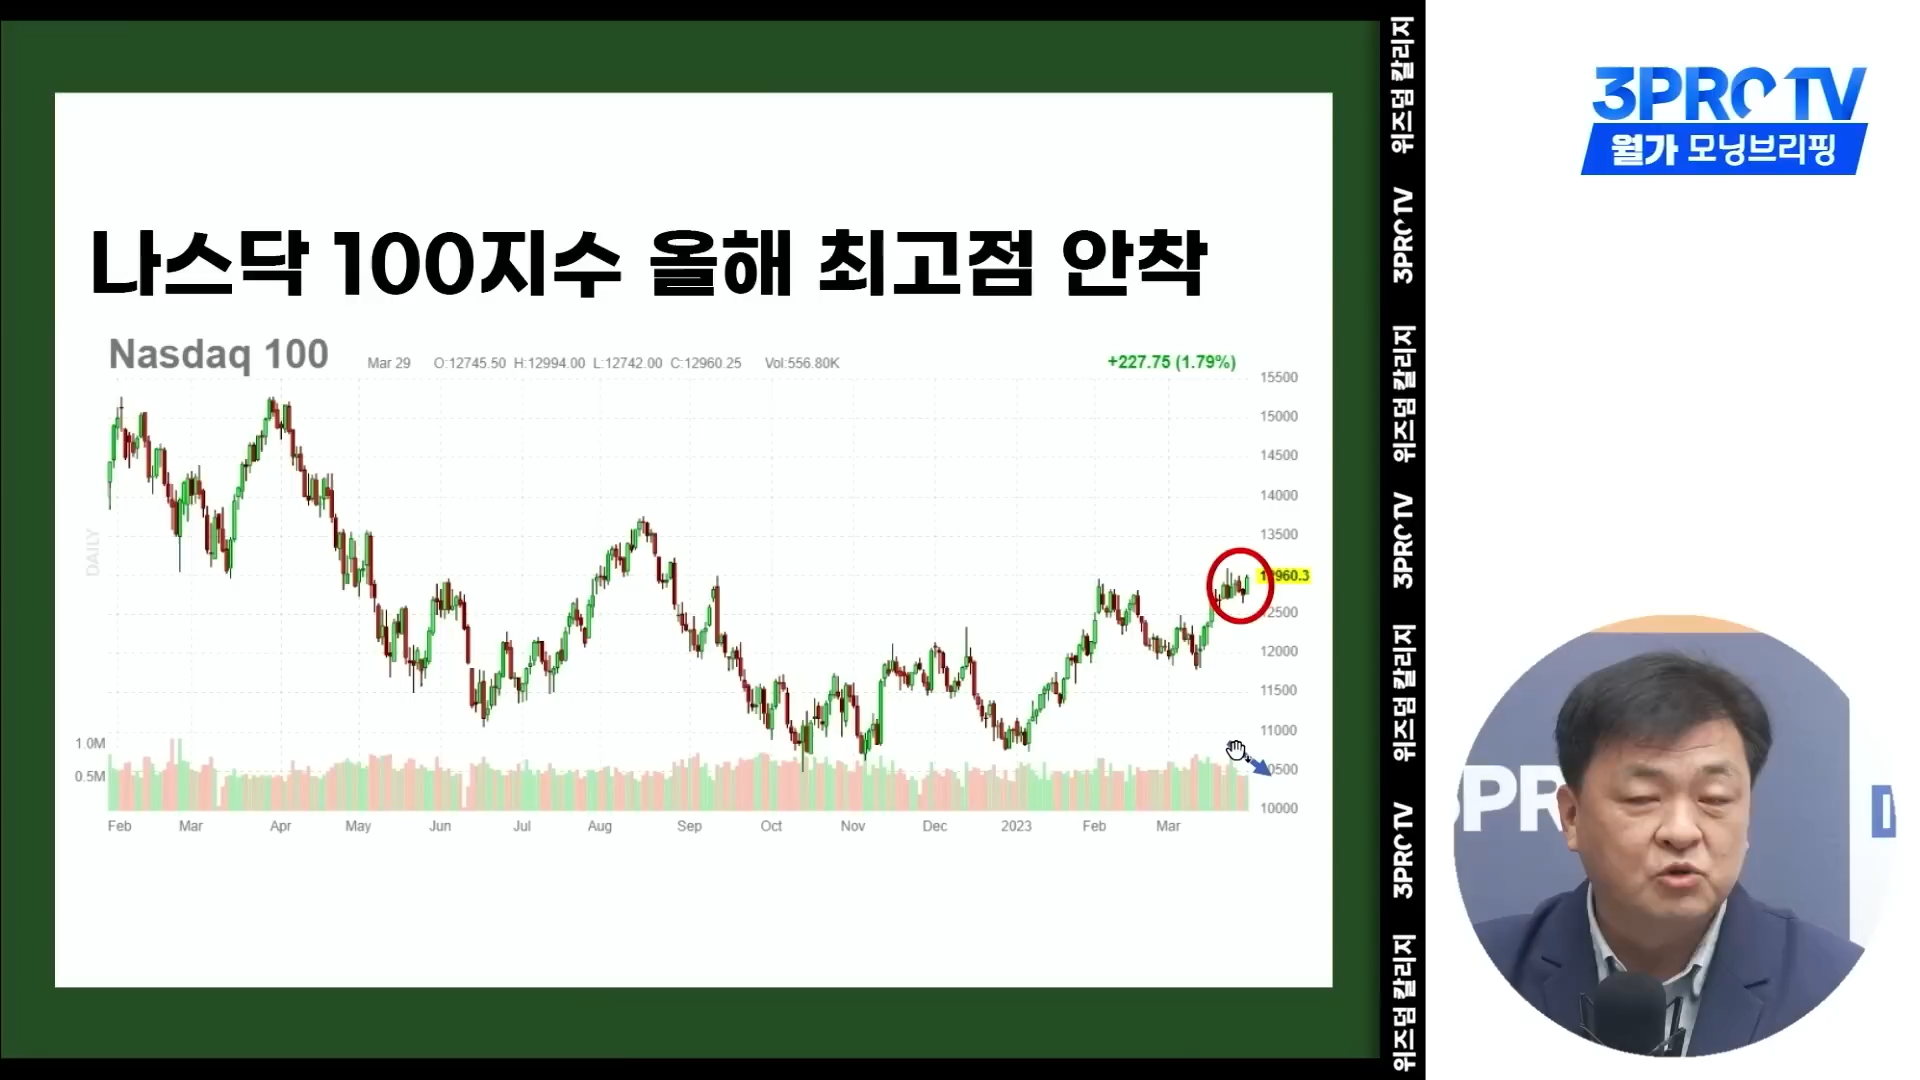 나스닥 100지수 올해 최고점 안착
Nasdaq 100 Mar 29 O:12745.50 H:12994.00 L:12742.00 C:12960.25 Vol:556.80K +227.75 (1.79%)
15500
15000
14500
14000
13500
960.3
2500
12000
11500
11000
0500
10000
DAILY
1.0M
0.5M
Feb Mar Apr May Jun Jul Aug Sep Oct Nov Dec 2023 Feb Mar
위즈덤 칼리지
3PROTV
위즈덤 칼리지
3PROTV
위즈덤 칼리지
3PROTV
위즈덤 칼리지
3PROTV
월가 모닝브리핑
3PR